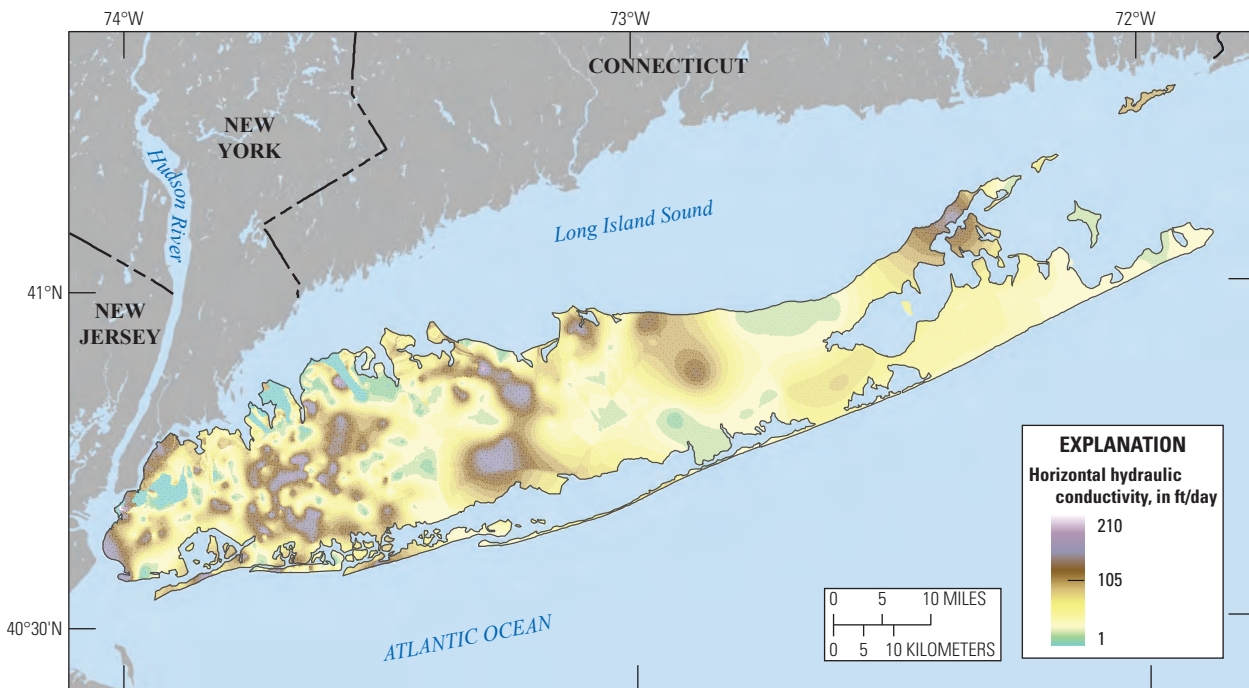 74°W
73°W
72°W
CONNECTICUT
NEW
YORK
Hudson River
Long Island Sound
41°N
NEW
JERSEY
EXPLANATION
Horizontal hydraulic
conductivity, in ft/day
210
105
1
0 5 10 MILES
0 5 10 KILOMETERS
40°30'N
ATLANTIC OCEAN